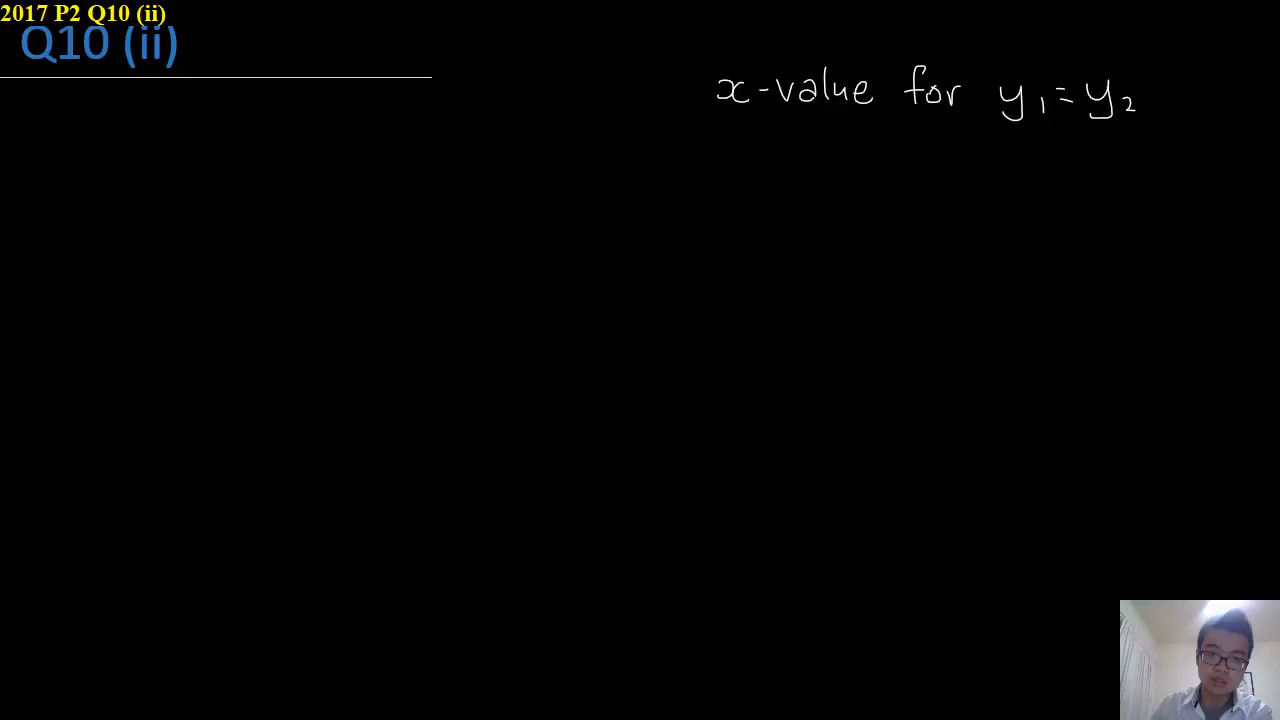 2017 P2 Q10 (ii)
Q10 (ii)
x-value for y₁=y₂